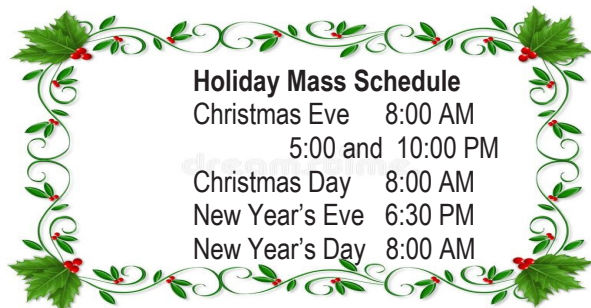 Holiday Mass Schedule
Christmas Eve 8:00 AM
5:00 and 10:00 PM
dreamstime
Christmas Day 8:00 AM
New Year’s Eve 6:30 PM
New Year’s Day 8:00 AM